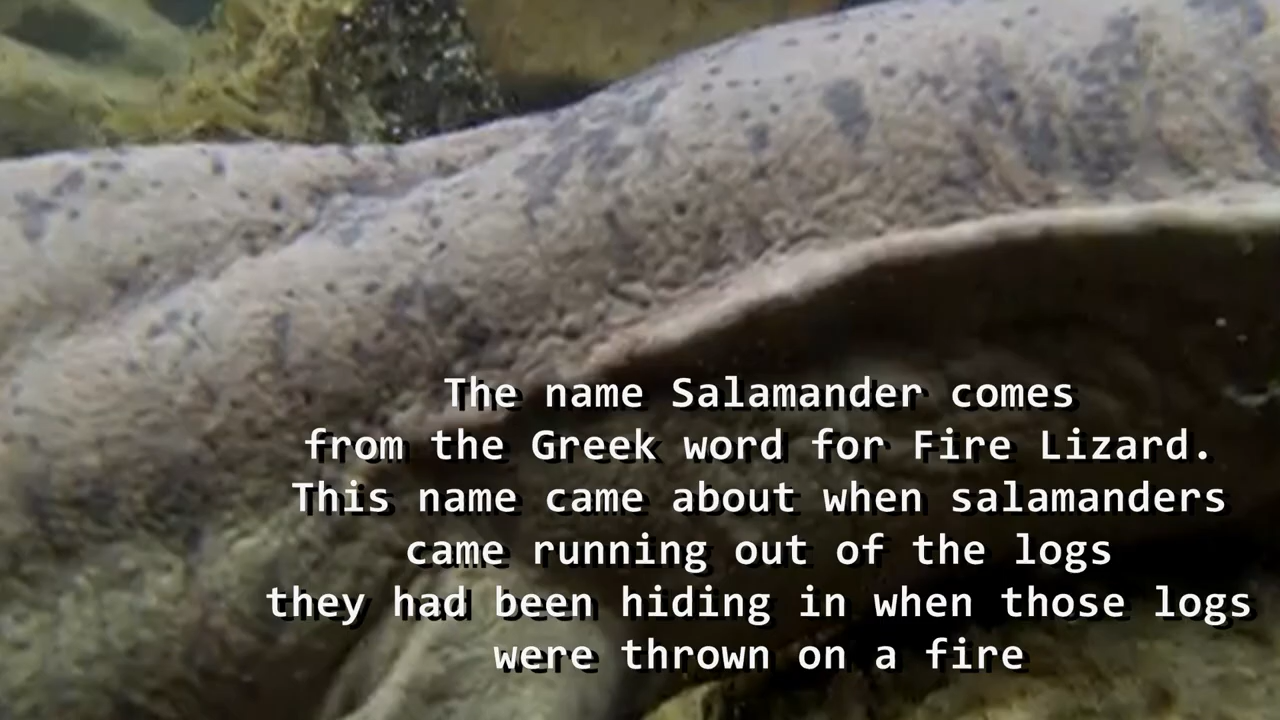 The name Salamander comes
from the Greek word for Fire Lizard.
This name came about when salamanders
came running out of the logs
they had been hiding in when those logs
were thrown on a fire